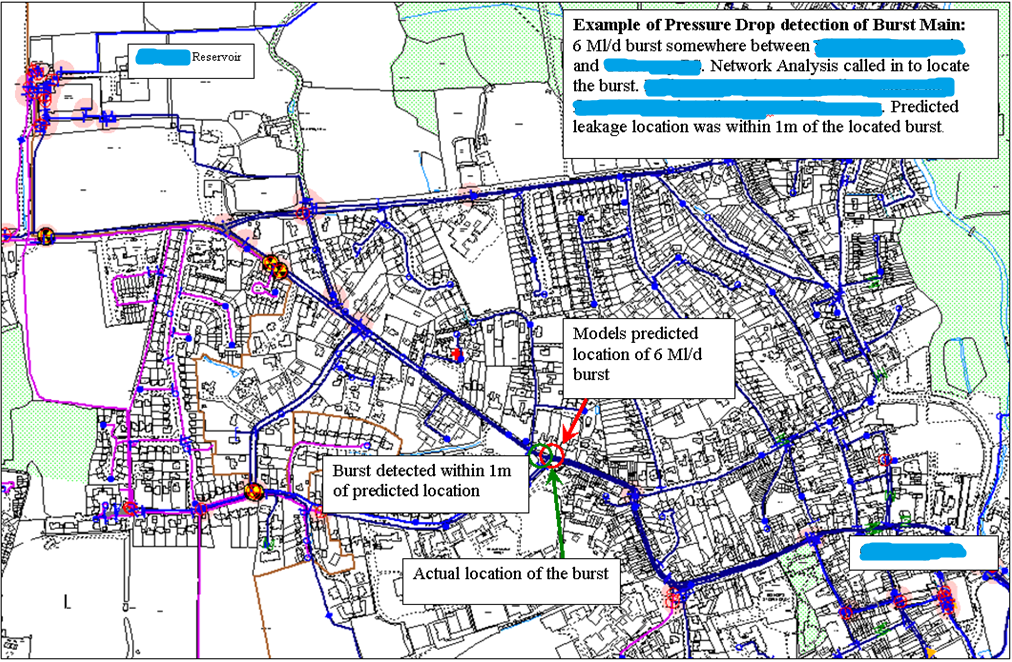 Example of Pressure Drop detection of Burst Main:
6 Ml/d burst somewhere between
and . Network Analysis called in to locate
the burst.
. Predicted
leakage location was within 1m of the located burst.
Reservoir
Models predicted
location of 6 Ml/d
burst
Burst detected within 1m
of predicted location
Actual location of the burst
L